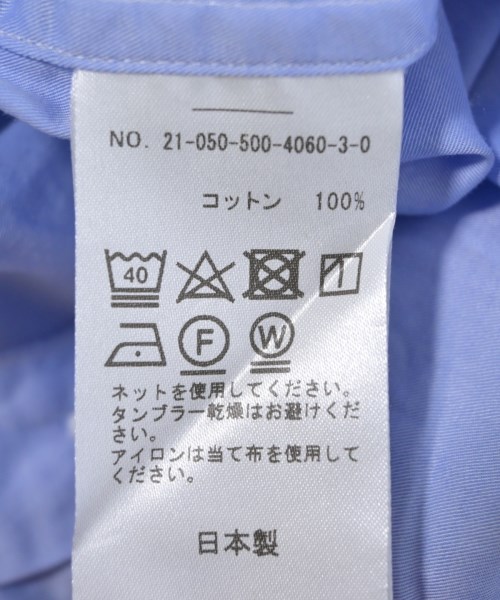 NO. 21-050-500-4060-3-0
コットン 100%
40
F W
ネットを使用してください。
タンブラー乾燥はお避けくだ
さい。
アイロンは当て布を使用して
ください。
日本製